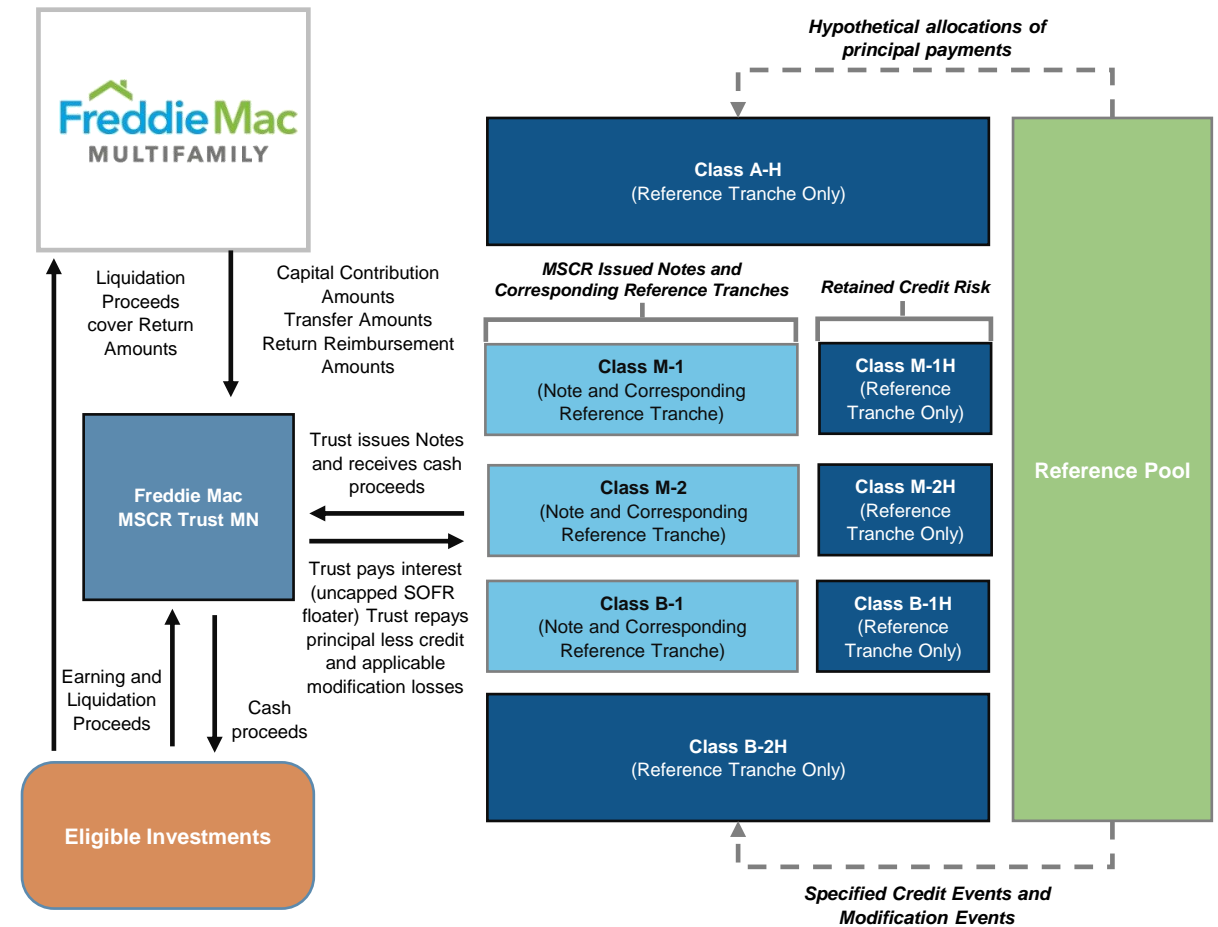 Freddie Mac
MULTIFAMILY
Hypothetical allocations of
principal payments
Class A-H
(Reference Tranche Only)
Liquidation
Proceeds
cover Return
Amounts
Capital Contribution
Amounts
Transfer Amounts
Return Reimbursement
Amounts
MSCR Issued Notes and
Corresponding Reference Tranches
Retained Credit Risk
Class M-1
(Note and Corresponding
Reference Tranche)
Class M-1H
(Reference
Tranche Only)
Freddie Mac
MSCR Trust MN
Trust issues Notes
and receives cash
proceeds
Class M-2
(Note and Corresponding
Reference Tranche)
Class M-2H
(Reference
Tranche Only)
Reference Pool
Trust pays interest
(uncapped SOFR
floater) Trust repays
principal less credit
and applicable
modification losses
Class B-1
(Note and Corresponding
Reference Tranche)
Class B-1H
(Reference
Tranche Only)
Earning and
Liquidation
Proceeds
Cash
proceeds
Class B-2H
(Reference Tranche Only)
Eligible Investments
Specified Credit Events and
Modification Events